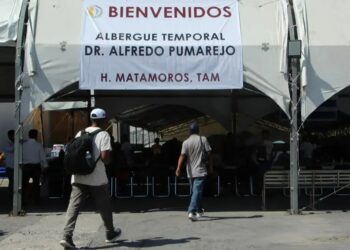 BIENVENIDOS
ALBERGUE TEMPORAL
DR. ALFREDO PUMAREJO
H. MATAMOROS, TAM